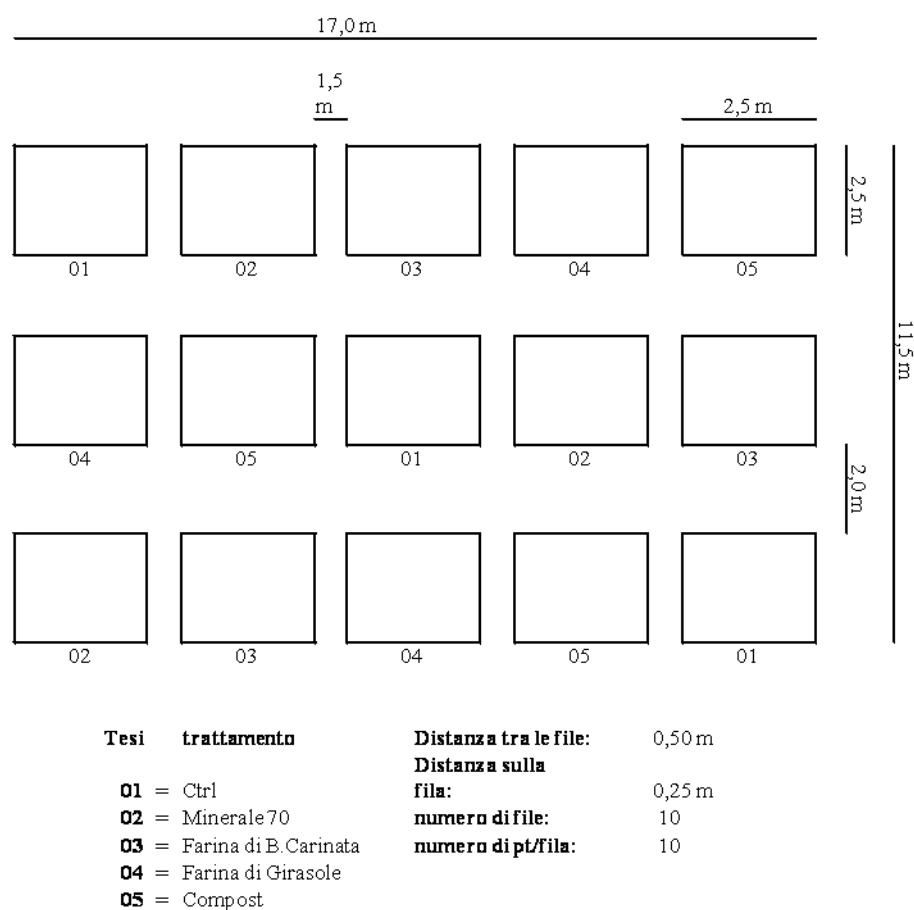 17,0 m
1,5
m
2,5 m
2,5 m
01 02 03 04 05
11,5 m
04 05 01 02 03
2,0 m
02 03 04 05 01
Tesi trattamento Distanza tra le file: 0,50 m
Distanza sulla
01 = Ctrl fila: 0,25 m
02 = Minerale 70 numero di file: 10
03 = Farina di B. Carinata numero di pt/fila: 10
04 = Farina di Girasole
05 = Compost